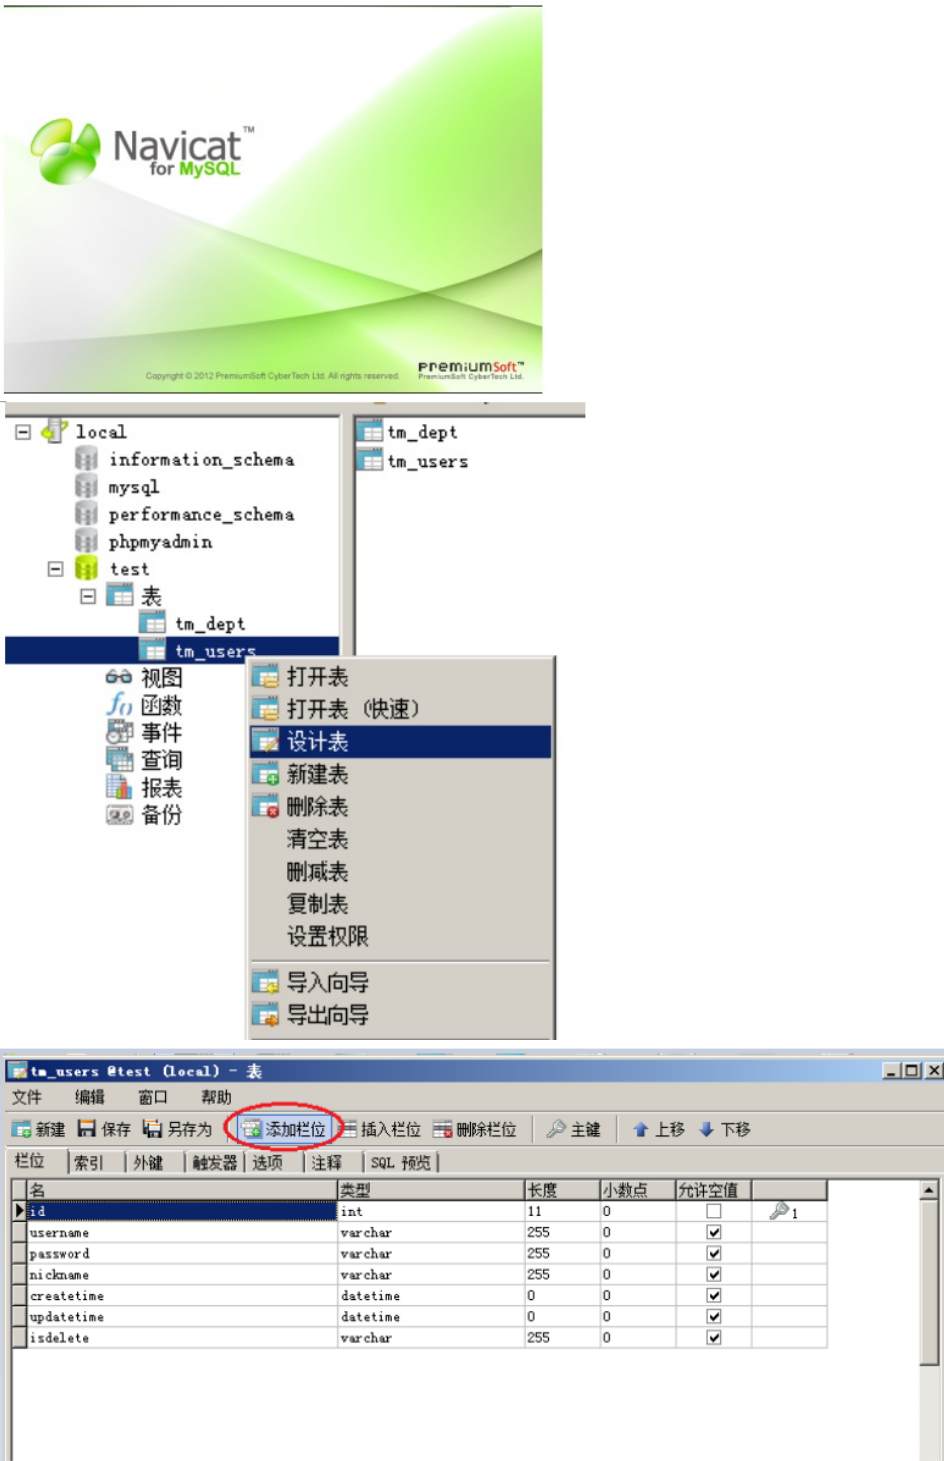 Navicat™
for MySQL
Copyright © 2012 PremiumSoft CyberTech Ltd. All rights reserved.
PremiumSoft™
PremiumSoft CyberTech Ltd.
local
information_schema
mysql
performance_schema
phpmyadmin
test
表
tm_dept
tm_users
视图
函数
事件
查询
报表
备份
tm_dept
tm_users
打开表
打开表 (快速)
设计表
新建表
删除表
清空表
删减表
复制表
设置权限
导入向导
导出向导
tm_users @test (local) - 表
文件 编辑 窗口 帮助
新建 保存 另存为 添加栏位 插入栏位 删除栏位 主键 上移 下移
栏位 索引 外键 触发器 选项 注释 SQL 预览
名 类型 长度 小数点 允许空值
id int 11 0 1
username varchar 255 0
password varchar 255 0
nickname varchar 255 0
createtime datetime 0 0
updatetime datetime 0 0
isdelete varchar 255 0